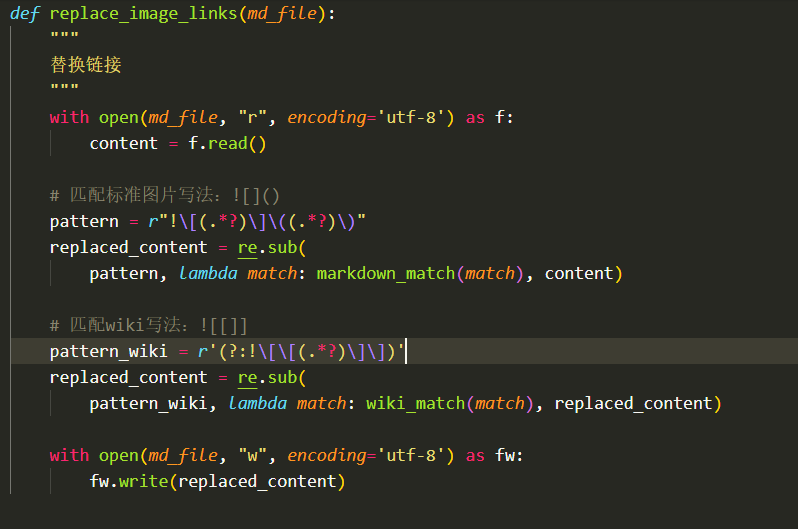 def replace_image_links(md_file):
    """
    替换链接
    """
    with open(md_file, "r", encoding='utf-8') as f:
        content = f.read()
    # 匹配标准图片写法：![]()
    pattern = r"!\[(.*?)\]\((.*?)\)"
    replaced_content = re.sub(
        pattern, lambda match: markdown_match(match), content)
    # 匹配wiki写法：![[]]
    pattern_wiki = r'(?:!\[\[(.*?)\]\])'
    replaced_content = re.sub(
        pattern_wiki, lambda match: wiki_match(match), replaced_content)
    with open(md_file, "w", encoding='utf-8') as fw:
        fw.write(replaced_content)